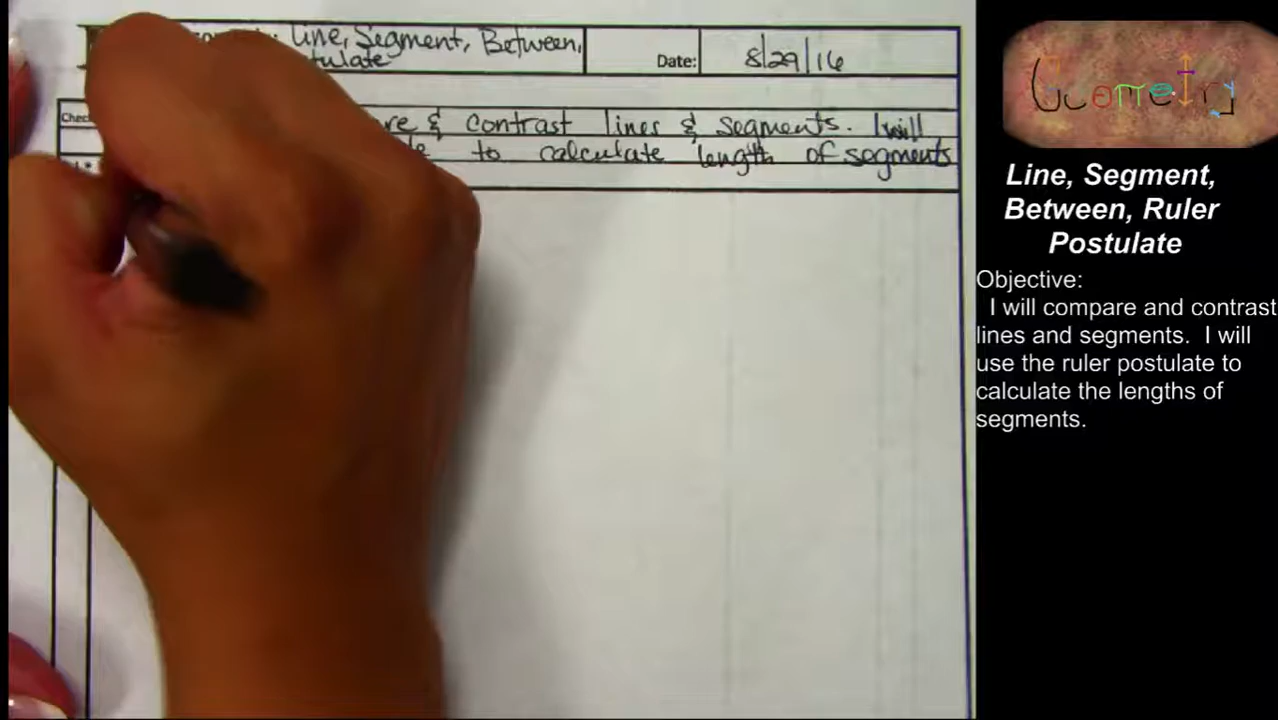 Line, Segment, Between,
tulate
Date:
8/29/16
Chec
re & contrast lines & segments. I will
to calculate length of segments
Geometry
Line, Segment,
Between, Ruler
Postulate
Objective:
I will compare and contrast
lines and segments. I will
use the ruler postulate to
calculate the lengths of
segments.